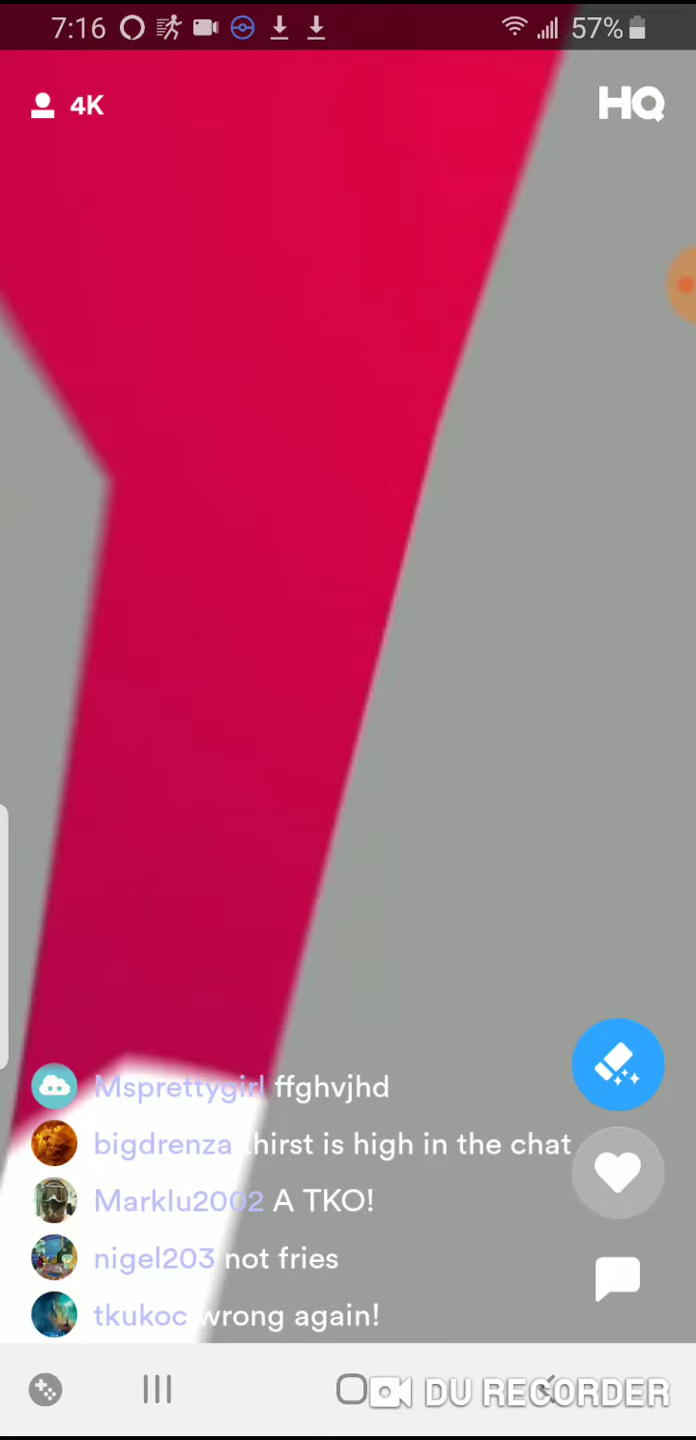 7:16 57%
4K HQ
Msprettygirl ffghvjhd
bigdrenza thirst is high in the chat
Marklu2002 A TKO!
nigel203 not fries
tkukoc wrong again!
DU RECORDER